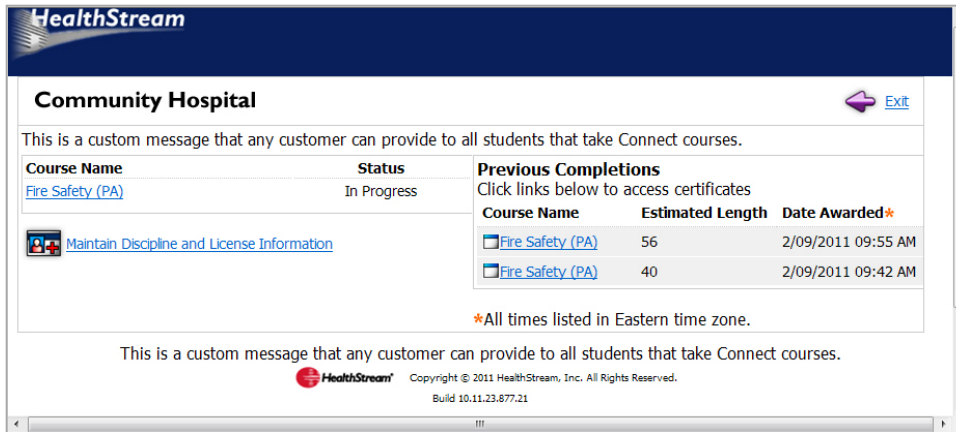 HealthStream
Community Hospital
Exit
This is a custom message that any customer can provide to all students that take Connect courses.
Course Name Status
Fire Safety (PA) In Progress
Maintain Discipline and License Information
Previous Completions
Click links below to access certificates
Course Name Estimated Length Date Awarded*
Fire Safety (PA) 56 2/09/2011 09:55 AM
Fire Safety (PA) 40 2/09/2011 09:42 AM
*All times listed in Eastern time zone.
This is a custom message that any customer can provide to all students that take Connect courses.
HealthStream® Copyright © 2011 HealthStream, Inc. All Rights Reserved.
Build 10.11.23.877.21